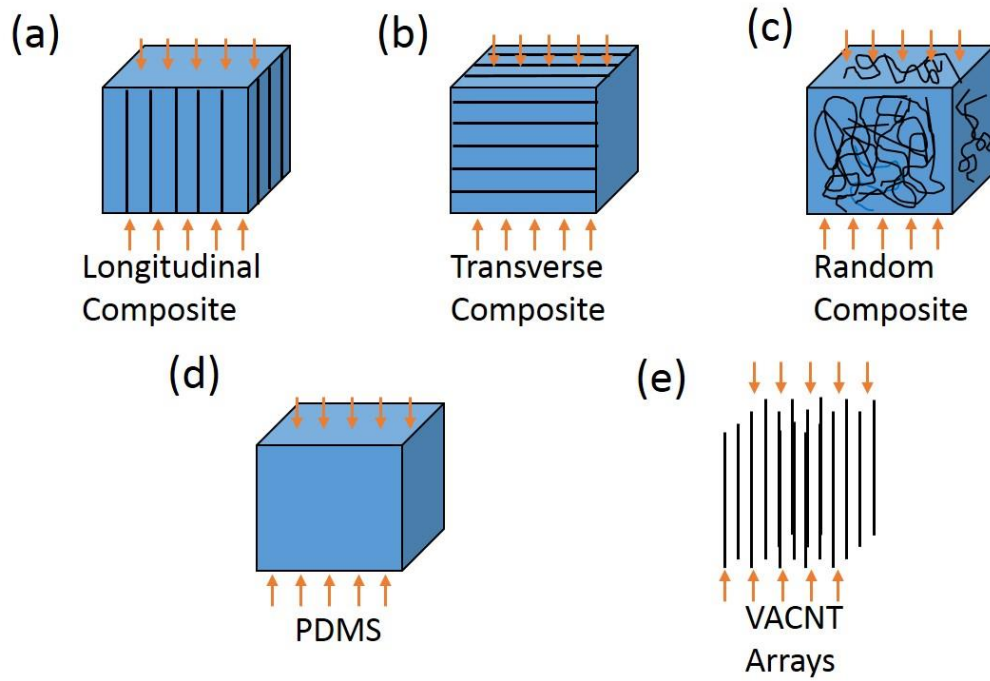 (a)
Longitudinal
Composite
(b)
Transverse
Composite
(c)
Random
Composite
(d)
PDMS
(e)
VACNT
Arrays